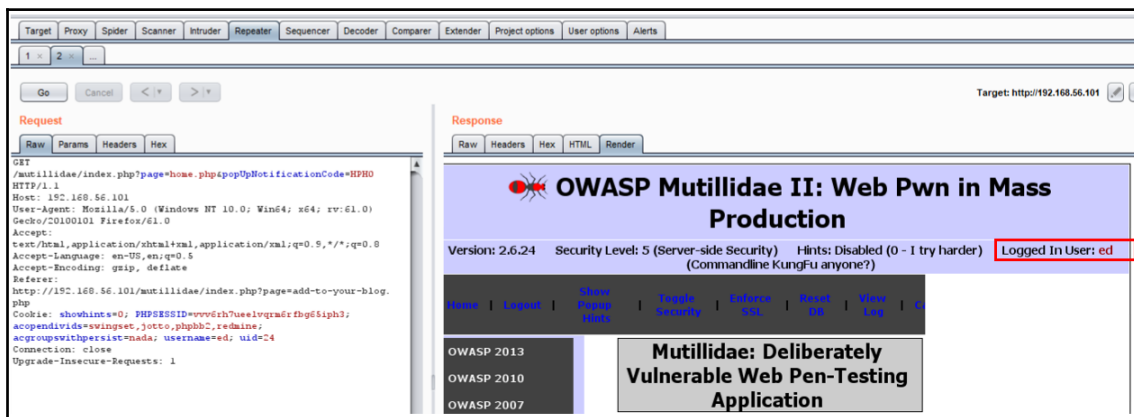 Target Proxy Spider Scanner Intruder Repeater Sequencer Decoder Comparer Extender Project options User options Alerts
1 × 2 × ...
Go Cancel < > Target: http://192.168.56.101
Request
Raw Params Headers Hex
GET
/mutillidae/index.php?page=home.php&popUpNotificationCode=HPH0
HTTP/1.1
Host: 192.168.56.101
User-Agent: Mozilla/5.0 (Windows NT 10.0; Win64; x64; rv:61.0)
Gecko/20100101 Firefox/61.0
Accept:
text/html,application/xhtml+xml,application/xml;q=0.9,*/*;q=0.8
Accept-Language: en-US,en;q=0.5
Accept-Encoding: gzip, deflate
Referer:
http://192.168.56.101/mutillidae/index.php?page=add-to-your-blog.
php
Cookie: showhints=0; PHPSESSID=vvv6rh7ueelvqrm6rfbg65iph3;
acopendivids=swingset,jotto,phpbb2,redmine;
acgroupswithpersist=nada; username=ed; uid=24
Connection: close
Upgrade-Insecure-Requests: 1
Response
Raw Headers Hex HTML Render
OWASP Mutillidae II: Web Pwn in Mass
Production
Version: 2.6.24 Security Level: 5 (Server-side Security) Hints: Disabled (0 - I try harder) Logged In User: ed
(Commandline KungFu anyone?)
Home | Logout | Show Popup Hints | Toggle Security | Enforce SSL | Reset DB | View Log |
OWASP 2013
OWASP 2010
OWASP 2007
Mutillidae: Deliberately
Vulnerable Web Pen-Testing
Application